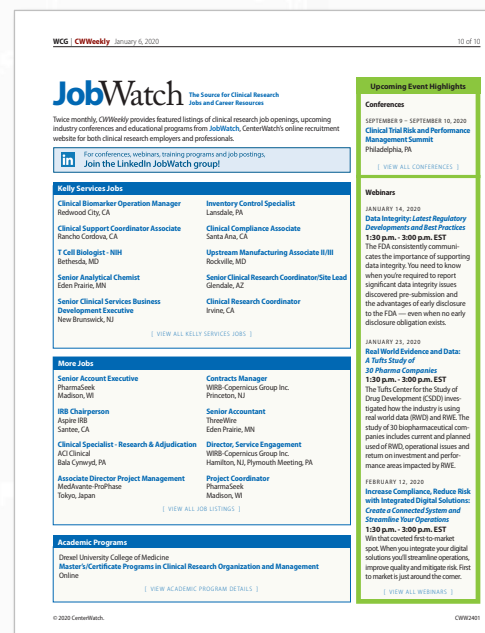 WCG | CWWeekly January 6, 2020
10 of 10
JobWatch
The Source for Clinical Research
Jobs and Career Resources
Twice monthly, CWWeekly provides featured listings of clinical research job openings, upcoming
industry conferences and educational programs from JobWatch, CenterWatch's online recruitment
website for both clinical research employers and professionals.
in
For conferences, webinars, training programs and job postings,
Join the LinkedIn JobWatch group!
Kelly Services Jobs
Clinical Biomarker Operation Manager
Redwood City, CA
Clinical Support Coordinator Associate
Rancho Cordova, CA
T Cell Biologist - NIH
Bethesda, MD
Senior Analytical Chemist
Eden Prairie, MN
Senior Clinical Services Business
Development Executive
New Brunswick, NJ
Inventory Control Specialist
Lansdale, PA
Clinical Compliance Associate
Santa Ana, CA
Upstream Manufacturing Associate II/III
Rockville, MD
Senior Clinical Research Coordinator/Site Lead
Glendale, AZ
Clinical Research Coordinator
Irvine, CA
[ VIEW ALL KELLY SERVICES JOBS ]
More Jobs
Senior Account Executive
PharmaSeek
Madison, WI
IRB Chairperson
Aspire IRB
Santee, CA
Clinical Specialist - Research & Adjudication
ACI Clinical
Bala Cynwyd, PA
Associate Director Project Management
MedAvante-ProPhase
Tokyo, Japan
Contracts Manager
WIRB-Copernicus Group Inc.
Princeton, NJ
Senior Accountant
ThreeWire
Eden Prairie, MN
Director, Service Engagement
WIRB-Copernicus Group Inc.
Hamilton, NJ, Plymouth Meeting, PA
Project Coordinator
PharmaSeek
Madison, WI
[ VIEW ALL JOB LISTINGS ]
Academic Programs
Drexel University College of Medicine
Master's/Certificate Programs in Clinical Research Organization and Management
Online
[ VIEW ACADEMIC PROGRAM DETAILS ]
Upcoming Event Highlights
Conferences
SEPTEMBER 9 – SEPTEMBER 10, 2020
Clinical Trial Risk and Performance
Management Summit
Philadelphia, PA
[ VIEW ALL CONFERENCES ]
Webinars
JANUARY 14, 2020
Data Integrity: Latest Regulatory
Developments and Best Practices
1:30 p.m. - 3:00 p.m. EST
The FDA consistently communi-
cates the importance of supporting
data integrity. You need to know
when you're required to report
significant data integrity issues
discovered pre-submission and
the advantages of early disclosure
to the FDA — even when no early
disclosure obligation exists.
JANUARY 23, 2020
Real World Evidence and Data:
A Tufts Study of
30 Pharma Companies
1:30 p.m. - 3:00 p.m. EST
The Tufts Center for the Study of
Drug Development (CSDD) inves-
tigated how the industry is using
real world data (RWD) and RWE. The
study of 30 biopharmaceutical com-
panies includes current and planned
used of RWD, operational issues and
return on investment and perfor-
mance areas impacted by RWE.
FEBRUARY 12, 2020
Increase Compliance, Reduce Risk
with Integrated Digital Solutions:
Create a Connected System and
Streamline Your Operations
1:30 p.m. - 3:00 p.m. EST
Win that coveted first-to-market
spot. When you integrate your digital
solutions you'll streamline operations,
improve quality and mitigate risk. First
to market is just around the corner.
[ VIEW ALL WEBINARS ]
© 2020 CenterWatch.
CWW2401